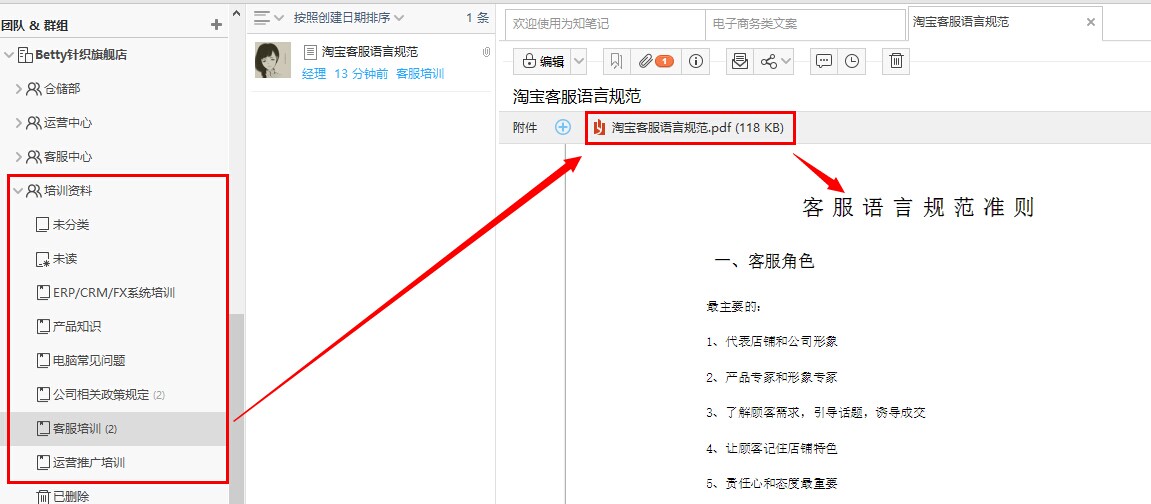 团队 & 群组
Betty针织旗舰店
仓储部
运营中心
客服中心
培训资料
未分类
未读
ERP/CRM/FX系统培训
产品知识
电脑常见问题
公司相关政策规定 (2)
客服培训 (2)
运营推广培训
已删除
按照创建日期排序
1 条
淘宝客服语言规范
经理 13 分钟前 客服培训
欢迎使用为知笔记
电子商务类文案
淘宝客服语言规范
编辑
1
淘宝客服语言规范
附件
淘宝客服语言规范.pdf (118 KB)
客服语言规范准则
一、客服角色
最主要的:
1、代表店铺和公司形象
2、产品专家和形象专家
3、了解顾客需求，引导话题，诱导成交
4、让顾客记住店铺特色
5、责任心和态度最重要